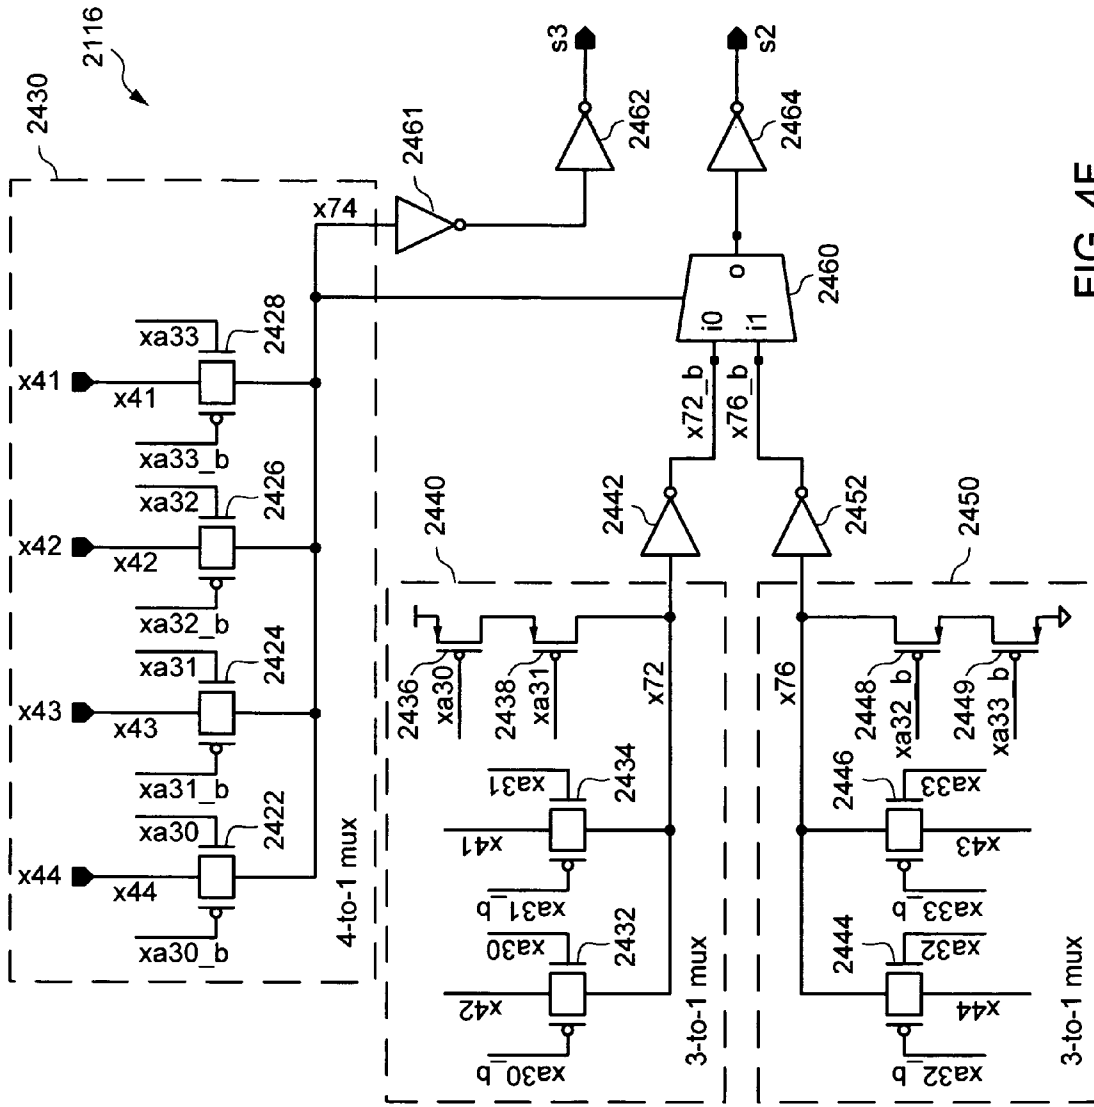 2116
2430
x41
x42
x43
x44
x41
x42
x43
x44
xa33
xa33_b
xa32
xa32_b
xa31
xa31_b
xa30
xa30_b
2428
2426
2424
2422
4-to-1 mux
x74
2461
s3
2462
s2
2464
O
i0
i1
2460
x72_b
x76_b
2440
2442
2452
2450
2436
xa30
2438
xa31
x72
x41
xa31
xa31_b
2434
x42
xa30
xa30_b
2432
3-to-1 mux
x76
2448
xa32_b
2449
xa33_b
2446
xa33
x43
xa33_b
2444
xa32
x44
xa32_b
3-to-1 mux